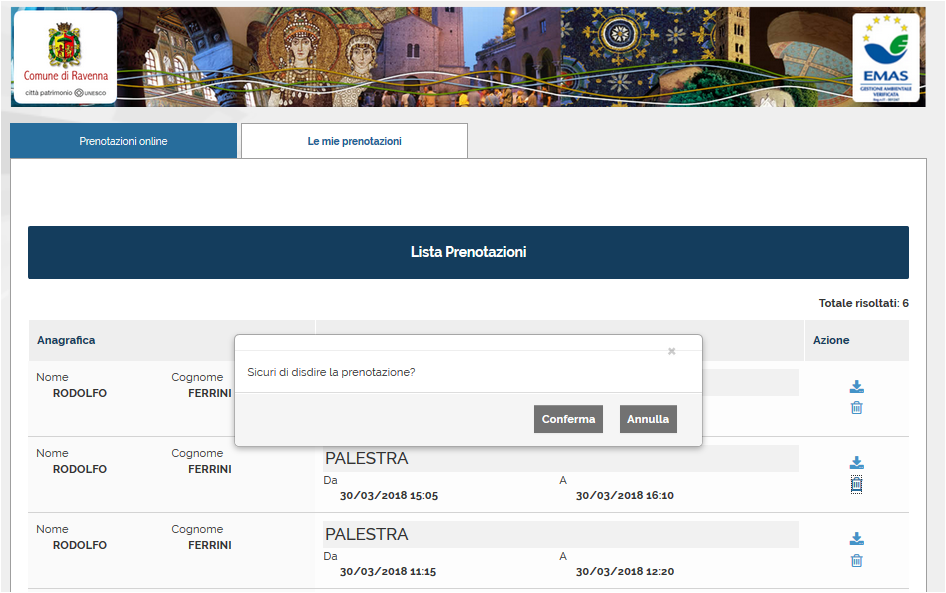 Comune di Ravenna
città patrimonio UNESCO
EMAS
GESTIONE AMBIENTALE
VERIFICATA
Prenotazioni online
Le mie prenotazioni
Lista Prenotazioni
Totale risoltati: 6
Anagrafica
Azione
Nome Cognome
RODOLFO FERRINI
×
Sicuri di disdire la prenotazione?
Conferma Annulla
Nome Cognome
RODOLFO FERRINI
PALESTRA
Da A
30/03/2018 15:05 30/03/2018 16:10
Nome Cognome
RODOLFO FERRINI
PALESTRA
Da A
30/03/2018 11:15 30/03/2018 12:20